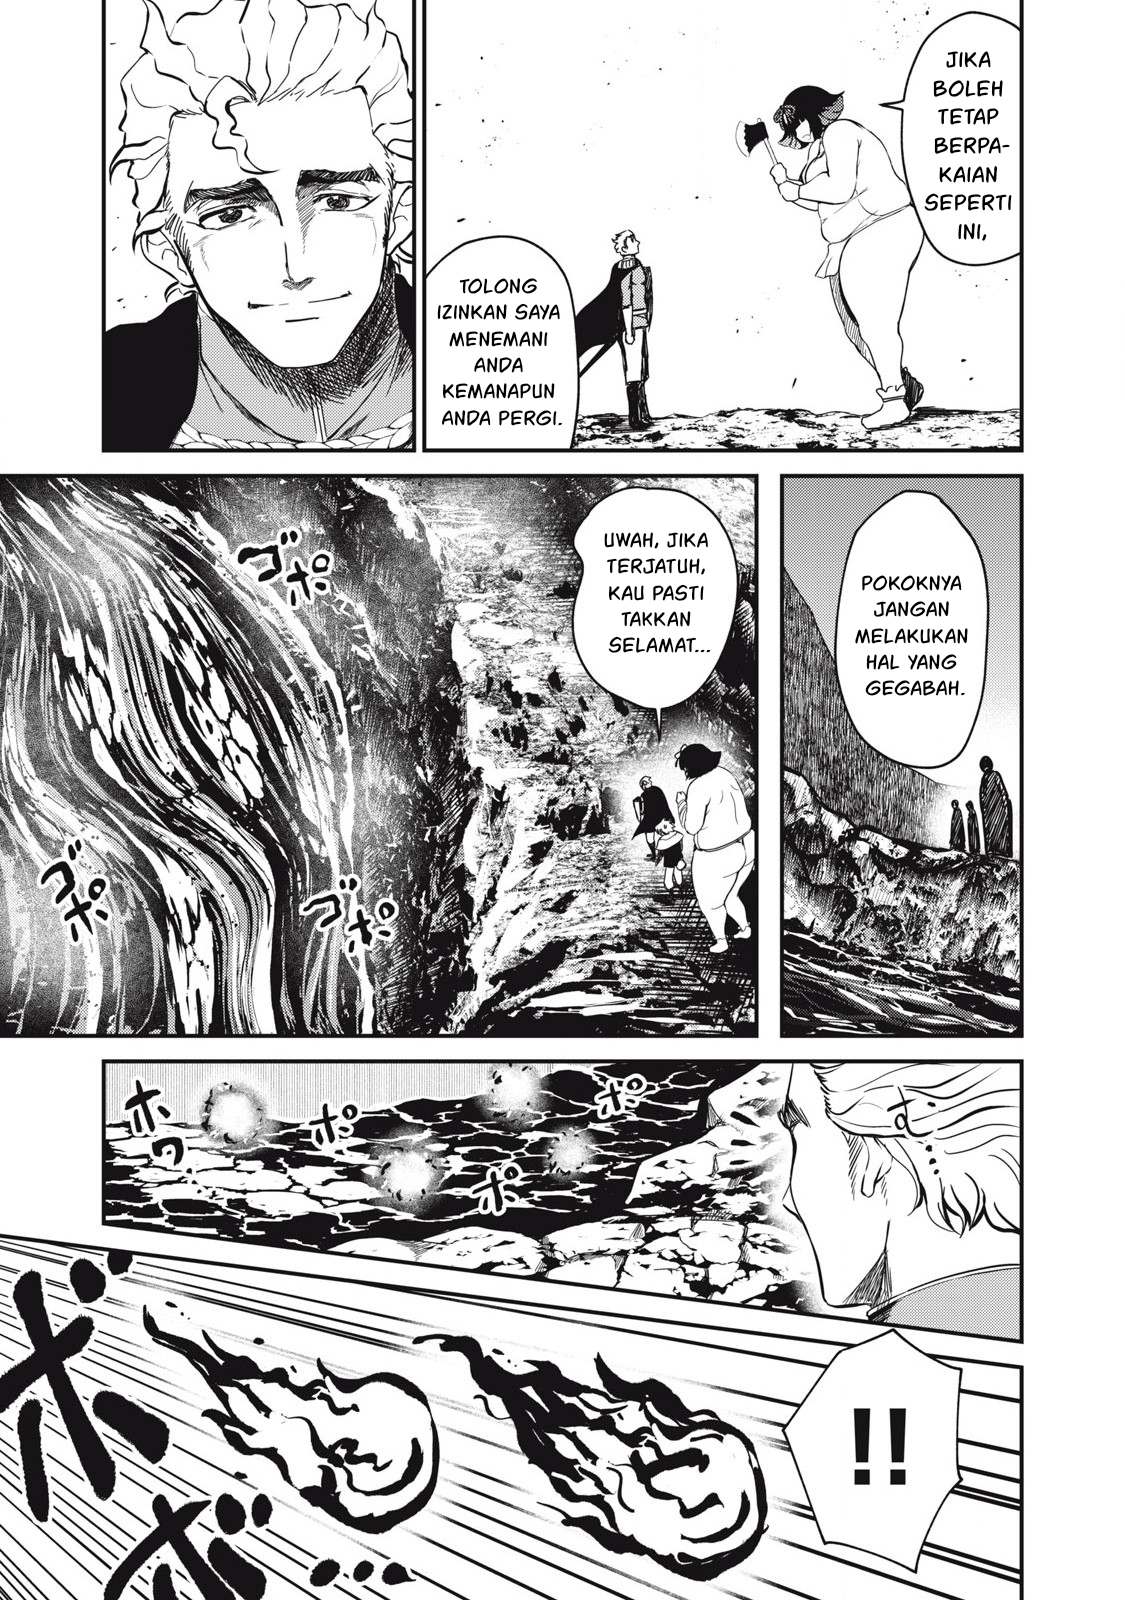 JIKA
BOLEH
TETAP
BERPA-
KAIAN
SEPERTI
INI,
TOLONG
IZINKAN SAYA
MENEMANI
ANDA
KEMANAPUN
ANDA PERGI.
POKOKNYA
JANGAN
MELAKUKAN
HAL YANG
GEGABAH.
UWAH, JIKA
TERJATUH,
KAU PASTI
TAKKAN
SELAMAT...
ゴポ
ゴポ
ゴポ
ポ
ポ
ポ
ホワ
お…
!!
ボボボ…